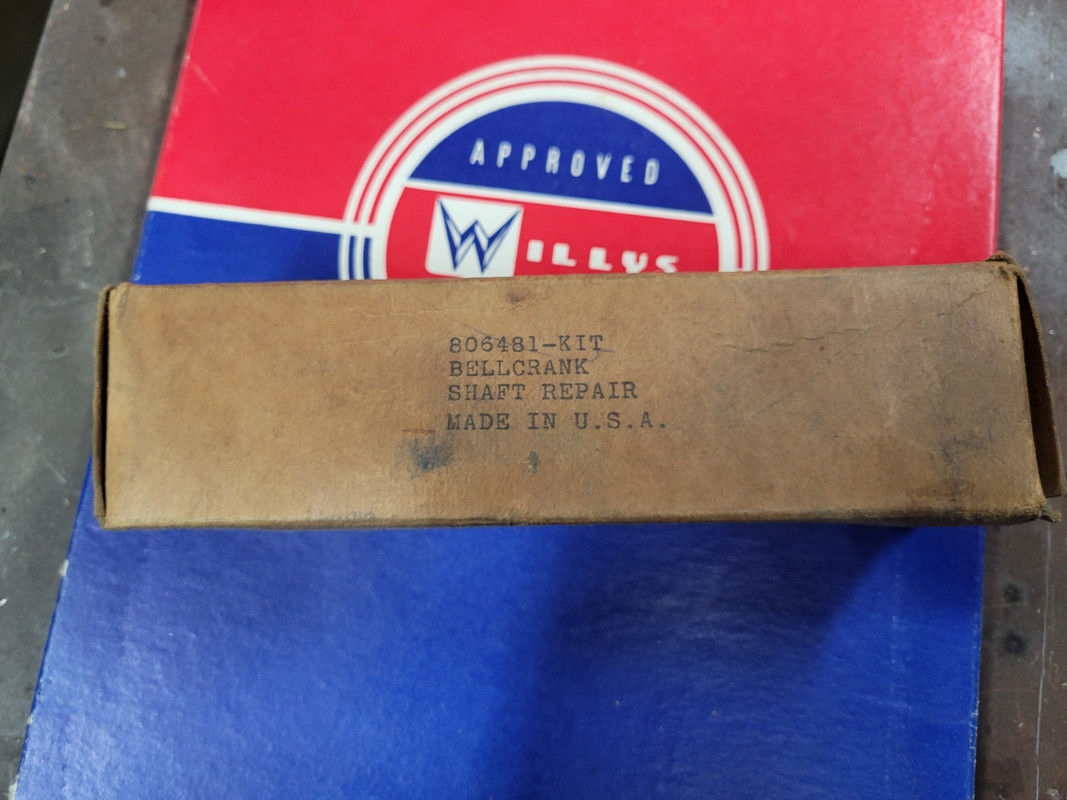 APPROVED
WILLYS
806481-KIT
BELLCRANK
SHAFT REPAIR
MADE IN U.S.A.